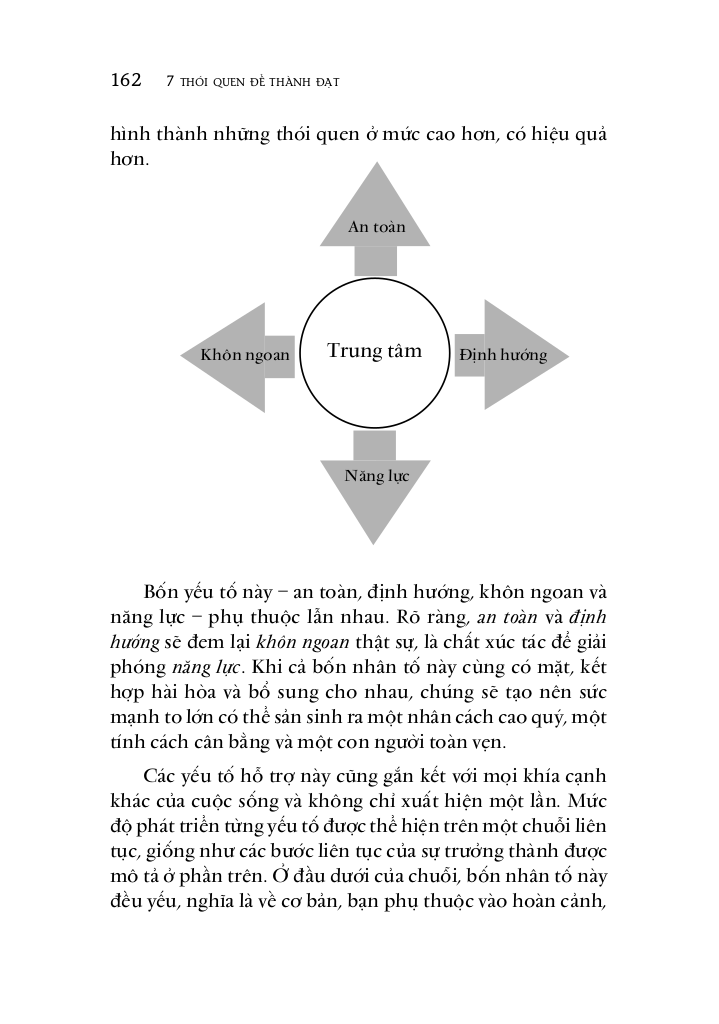 162 7 THÓI QUEN ĐỂ THÀNH ĐẠT
hình thành những thói quen ở mức cao hơn, có hiệu quả
hơn.
An toàn
Khôn ngoan
Trung tâm
Định hướng
Năng lực
Bốn yếu tố này – an toàn, định hướng, khôn ngoan và
năng lực – phụ thuộc lẫn nhau. Rõ ràng, an toàn và định
hướng sẽ đem lại khôn ngoan thật sự, là chất xúc tác để giải
phóng năng lực. Khi cả bốn nhân tố này cùng có mặt, kết
hợp hài hòa và bổ sung cho nhau, chúng sẽ tạo nên sức
mạnh to lớn có thể sản sinh ra một nhân cách cao quý, một
tính cách cân bằng và một con người toàn vẹn.
Các yếu tố hỗ trợ này cũng gắn kết với mọi khía cạnh
khác của cuộc sống và không chỉ xuất hiện một lần. Mức
độ phát triển từng yếu tố được thể hiện trên một chuỗi liên
tục, giống như các bước liên tục của sự trưởng thành được
mô tả ở phần trên. Ở đầu dưới của chuỗi, bốn nhân tố này
đều yếu, nghĩa là về cơ bản, bạn phụ thuộc vào hoàn cảnh,